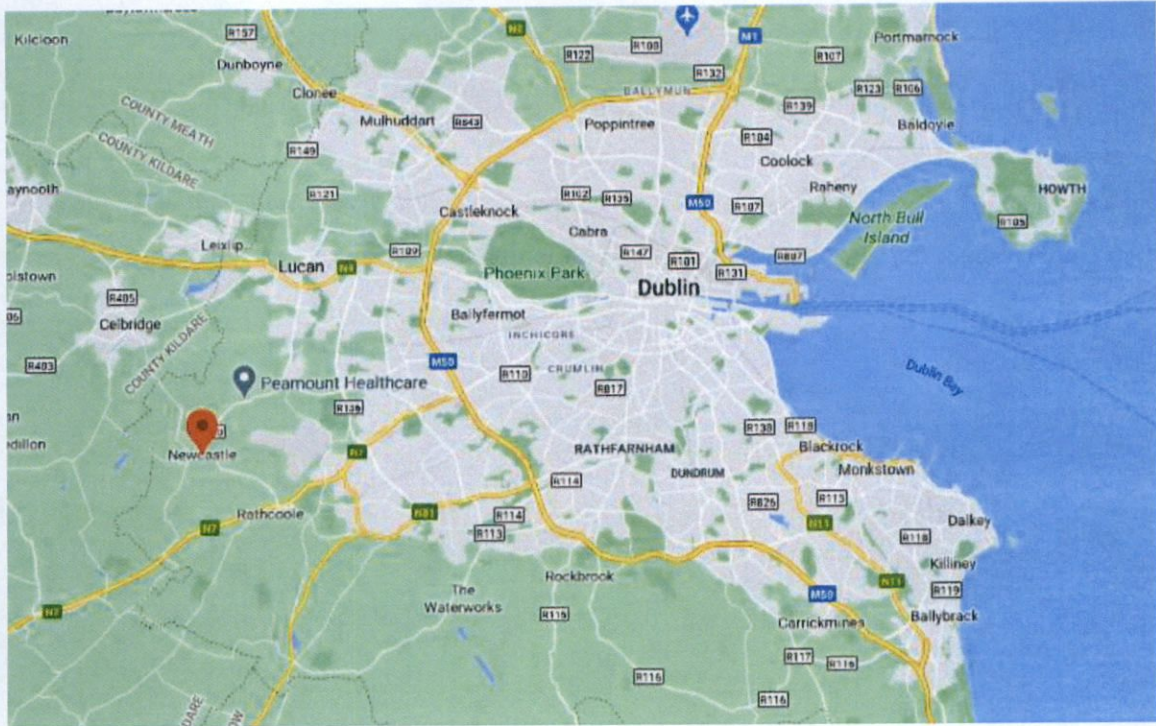 Kilcloon
R157
N2
R122
R108
M1
R107
Portmarnock
Dunboyne
R132
Clonee
BALLYMUN
R123
R106
R139
COUNTY MEATH
Mulhuddart
R843
Poppintree
Baldoyle
R104
COUNTY KILDARE
R149
Coolock
aynooth
R121
R102
R135
M50
R107
Raheny
HOWTH
Castleknock
R105
Cabra
North Bull
Island
Leixlip
R109
R147
R101
R807
Lucan
Phoenix Park
R131
olstown
R405
Dublin
Celbridge
Ballyfermot
INCHICORE
COUNTY KILDARE
R403
M50
R110
CRUMLIN
R817
Dublin Bay
Peamount Healthcare
R136
R138
R118
edillon
Newcastle
N7
RATHFARNHAM
Blackrock
Monkstown
DUNDRUM
R114
R826
R113
Rathcoole
N81
R114
N7
R113
N11
Dalkey
R118
Killiney
The
Waterworks
Rockbrook
M50
N11
R119
N7
R115
Carrickmines
Ballybrack
R117
R116
R116
R116